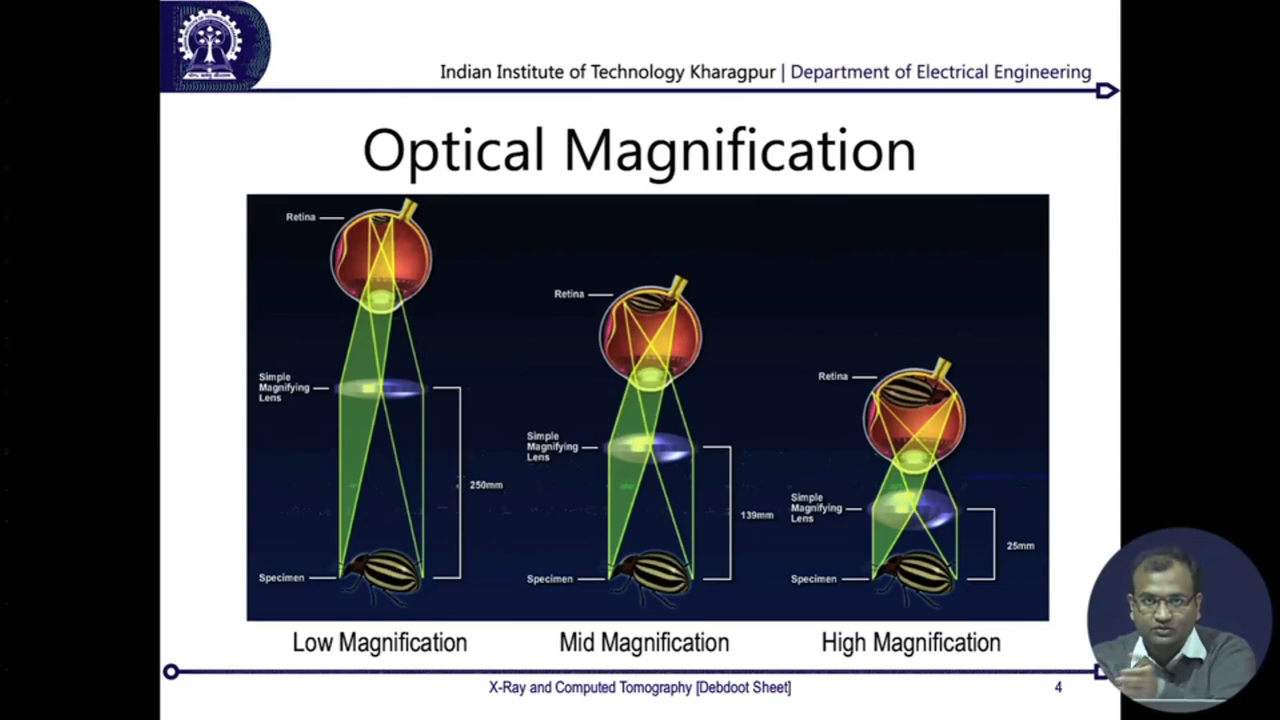 Indian Institute of Technology Kharagpur | Department of Electrical Engineering
Optical Magnification
Retina
Simple
Magnifying
Lens
250mm
Specimen
Retina
Simple
Magnifying
Lens
139mm
Specimen
Retina
Simple
Magnifying
Lens
25mm
Specimen
Low Magnification
Mid Magnification
High Magnification
X-Ray and Computed Tomography [Debdoot Sheet]
4